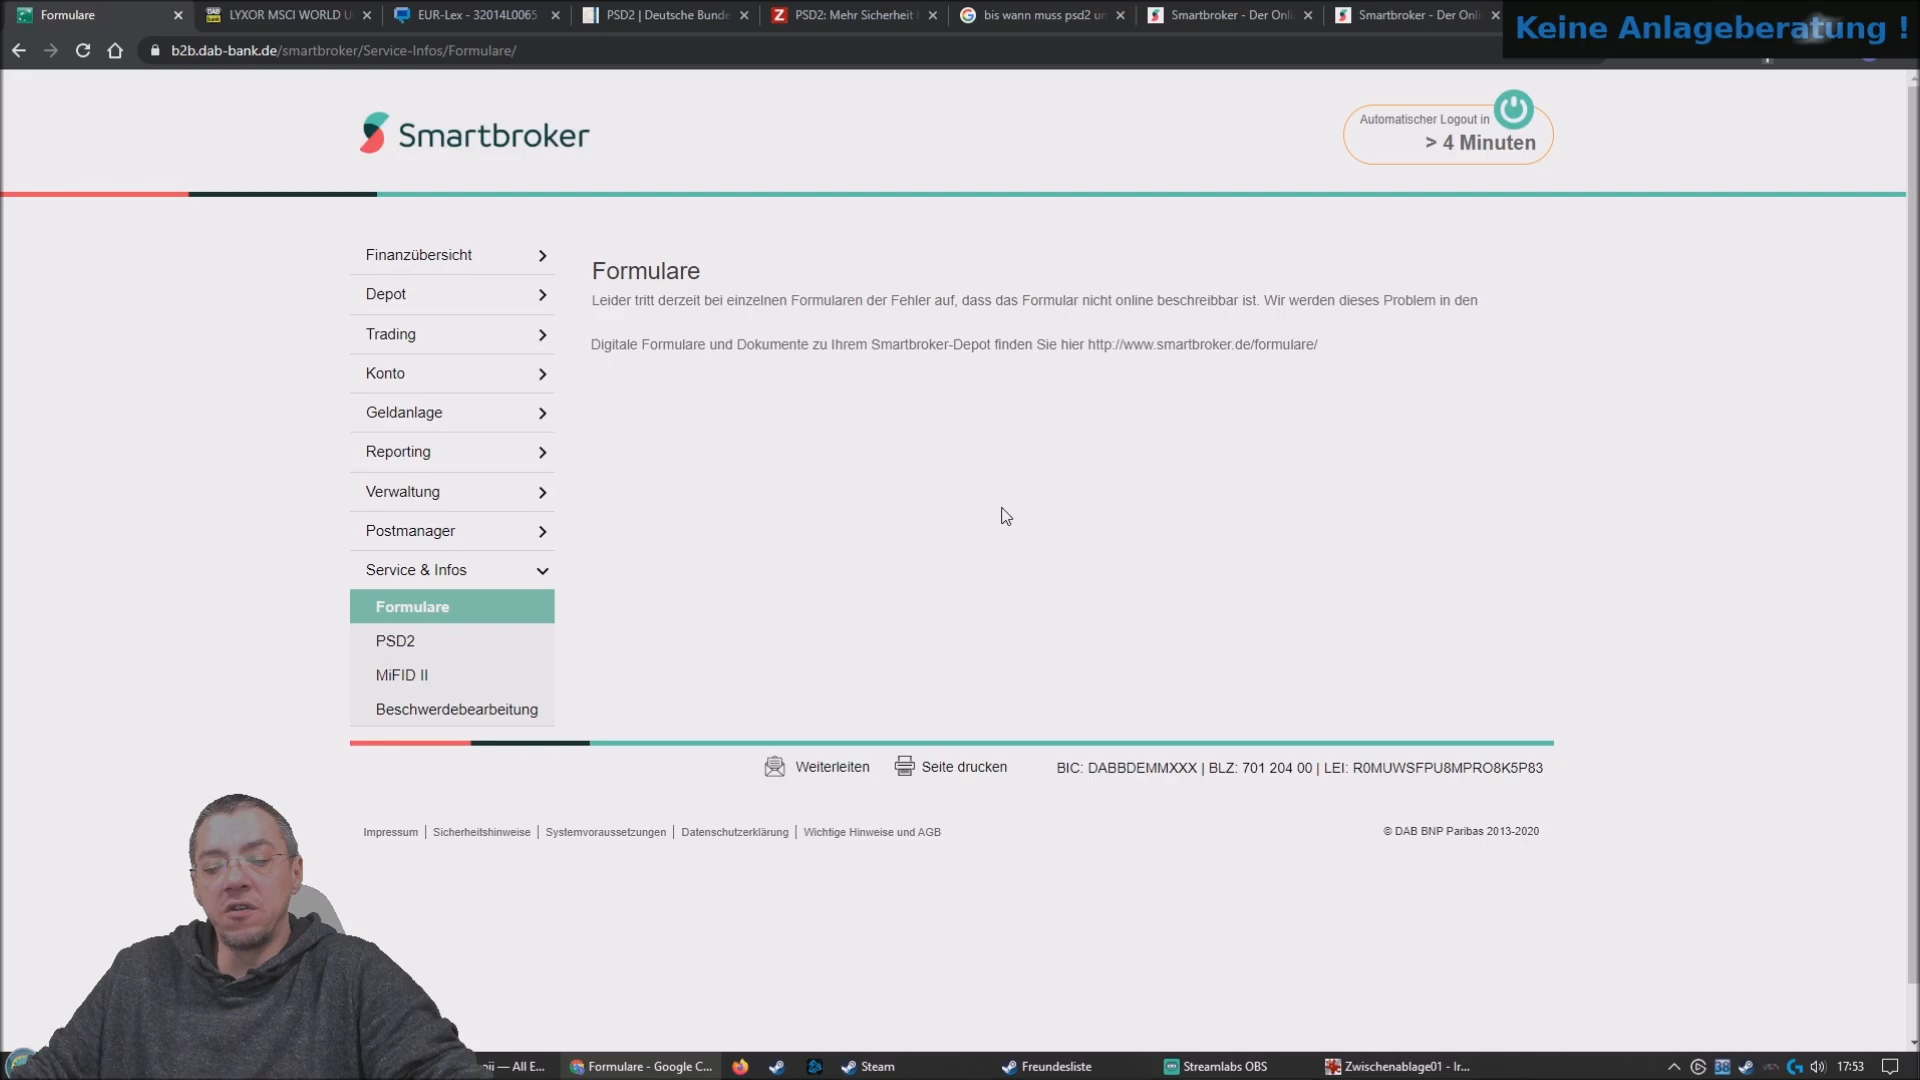 Formulare
LYXOR MSCI WORLD U
EUR-Lex - 32014L0065
PSD2 | Deutsche Bunde
PSD2: Mehr Sicherheit
bis wann muss psd2 un
Smartbroker - Der Onli
Smartbroker - Der Onli
Keine Anlageberatung !
b2b.dab-bank.de/smartbroker/Service-Infos/Formulare/
Smartbroker
Automatischer Logout in
> 4 Minuten
Finanzübersicht
Depot
Trading
Konto
Geldanlage
Reporting
Verwaltung
Postmanager
Service & Infos
Formulare
PSD2
MiFID II
Beschwerdebearbeitung
Formulare
Leider tritt derzeit bei einzelnen Formularen der Fehler auf, dass das Formular nicht online beschreibbar ist. Wir werden dieses Problem in den
Digitale Formulare und Dokumente zu Ihrem Smartbroker-Depot finden Sie hier http://www.smartbroker.de/formulare/
Weiterleiten
Seite drucken
BIC: DABBDEMMXXX | BLZ: 701 204 00 | LEI: R0MUWSFPU8MPRO8K5P83
Impressum | Sicherheitshinweise | Systemvoraussetzungen | Datenschutzerklärung | Wichtige Hinweise und AGB
© DAB BNP Paribas 2013-2020
— All E...
Formulare - Google C...
Steam
Freundesliste
Streamlabs OBS
Zwischenablage01 - Ir...
38
17:53